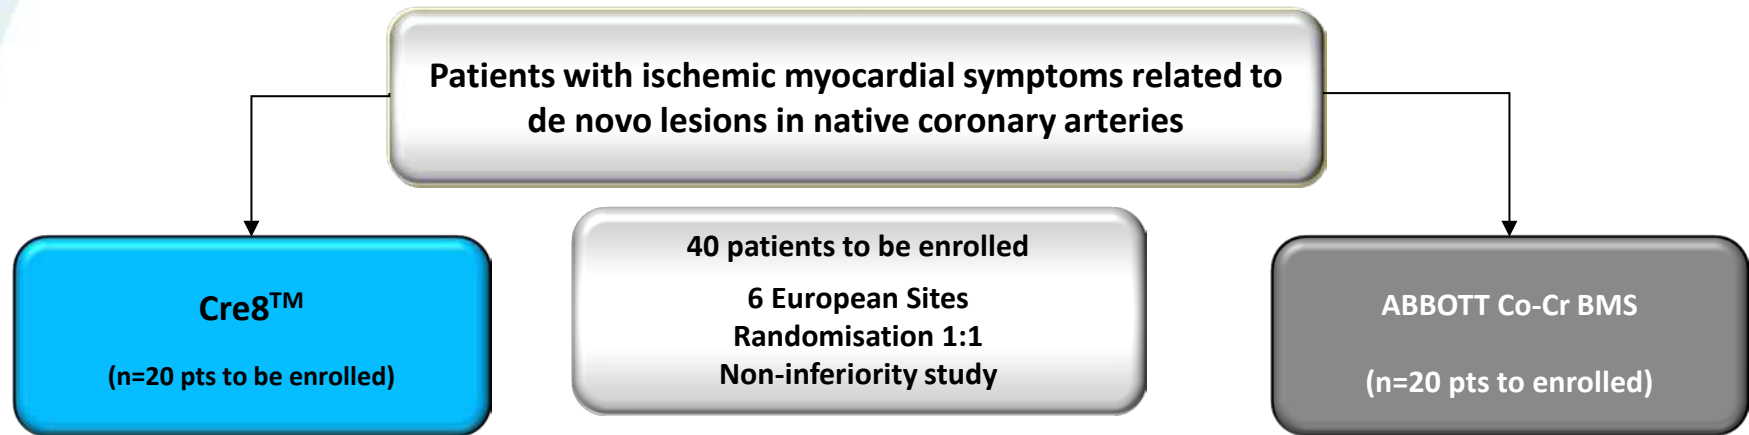 Patients with ischemic myocardial symptoms related to
de novo lesions in native coronary arteries
40 patients to be enrolled
6 European Sites
Randomisation 1:1
Non-inferiority study
Cre8TM
(n=20 pts to be enrolled)
ABBOTT Co-Cr BMS
(n=20 pts to enrolled)